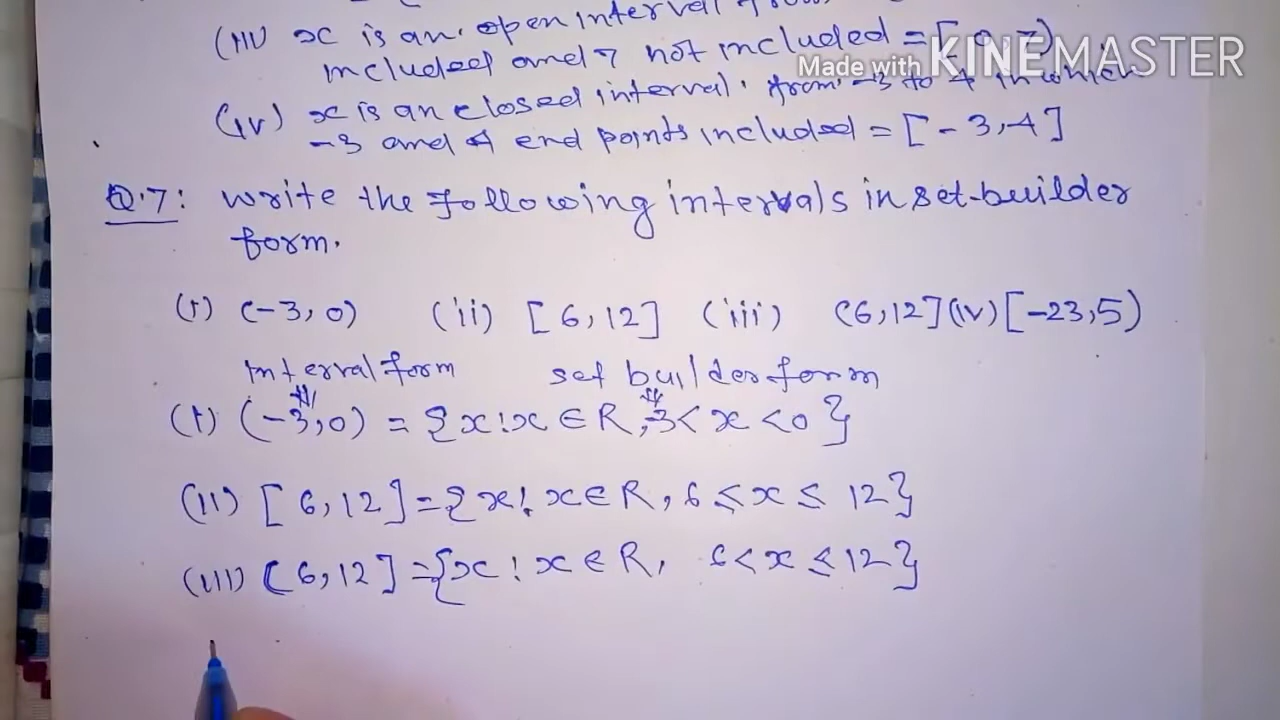 (iii) x is an open interval from
included and 7 not included = [0, 7)
Made with KINEMASTER
(iv) x is an closed interval. from -3 to 4 in which
-3 and 4 end points included = [-3,4]
Q.7: write the following intervals in set-builder
form.
(i) (-3,0) (ii) [6,12] (iii) (6,12] (iv) [-23,5)
Interval form set builder form
(i) (-3,0) = {x:x∈R,-3<x<0}
(ii) [6,12]={x: x∈R, 6≤x≤ 12}
(iii) (6,12] ={x: x∈R, 6<x≤12}